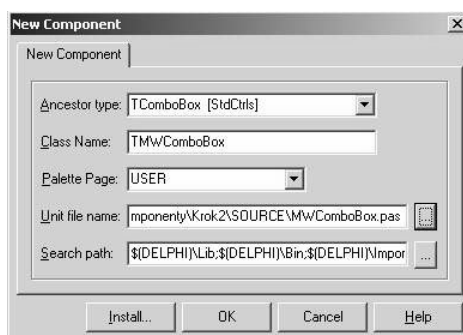 New Component
New Component
Ancestor type: TComboBox [StdCtrls]
Class Name: TMWComboBox
Palette Page: USER
Unit file name: mponenty\Krok2\SOURCE\MWComboBox.pas ...
Search path: $(DELPHI)\Lib;$(DELPHI)\Bin;$(DELPHI)\Impor ...
Install... OK Cancel Help